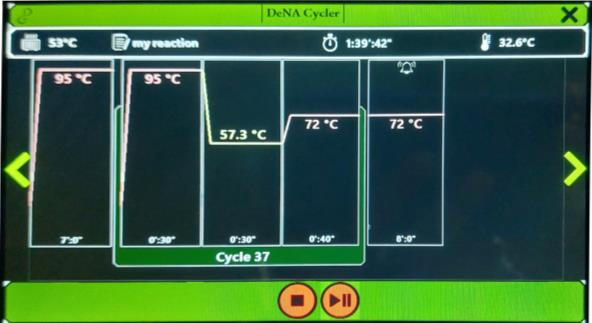 DeNA Cycler
53°C my reaction 1:39':42" 32.6°C
95 °C 95 °C 57.3 °C 72 °C 72 °C
7':0" 0':30" 0':30" 0':40" 8':0"
Cycle 37